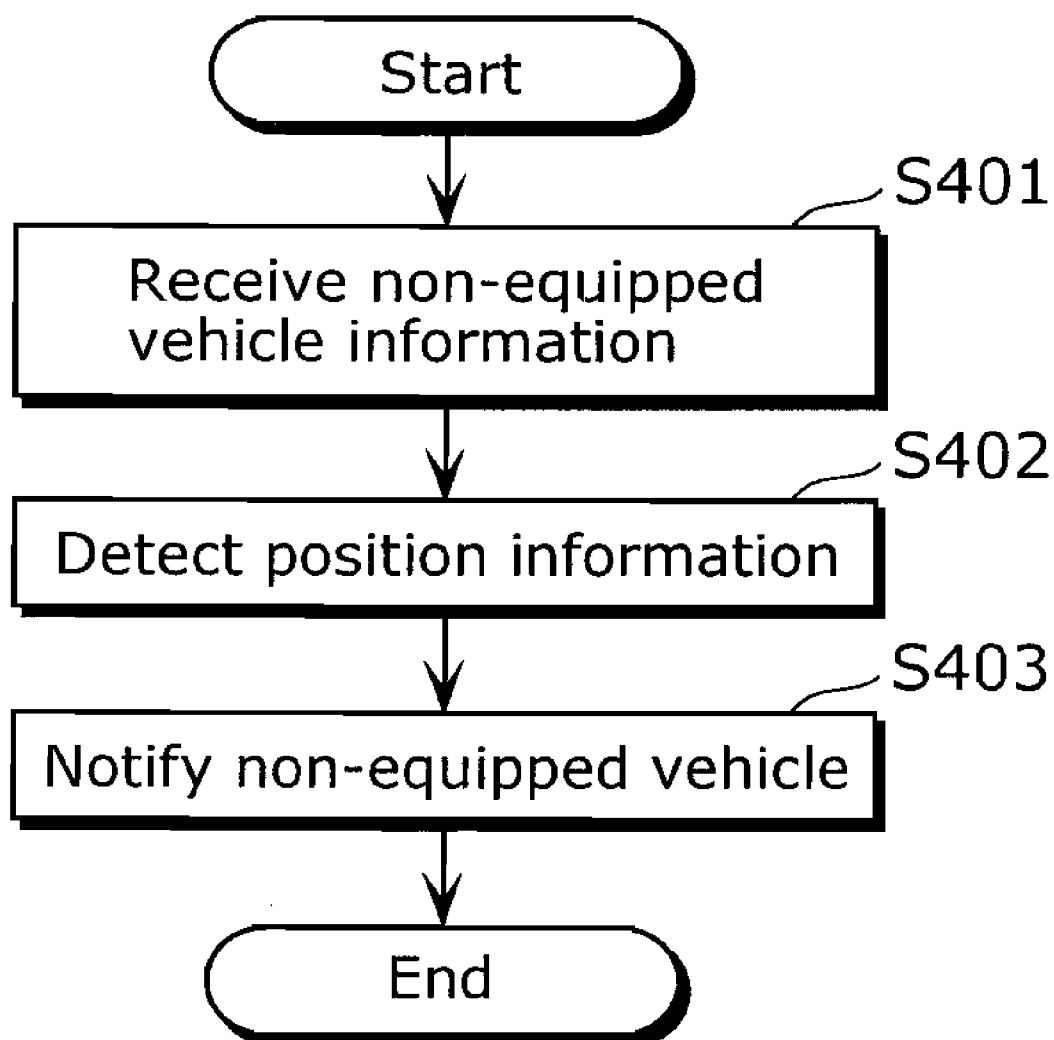 Start
S401
Receive non-equipped
vehicle information
S402
Detect position information
S403
Notify non-equipped vehicle
End